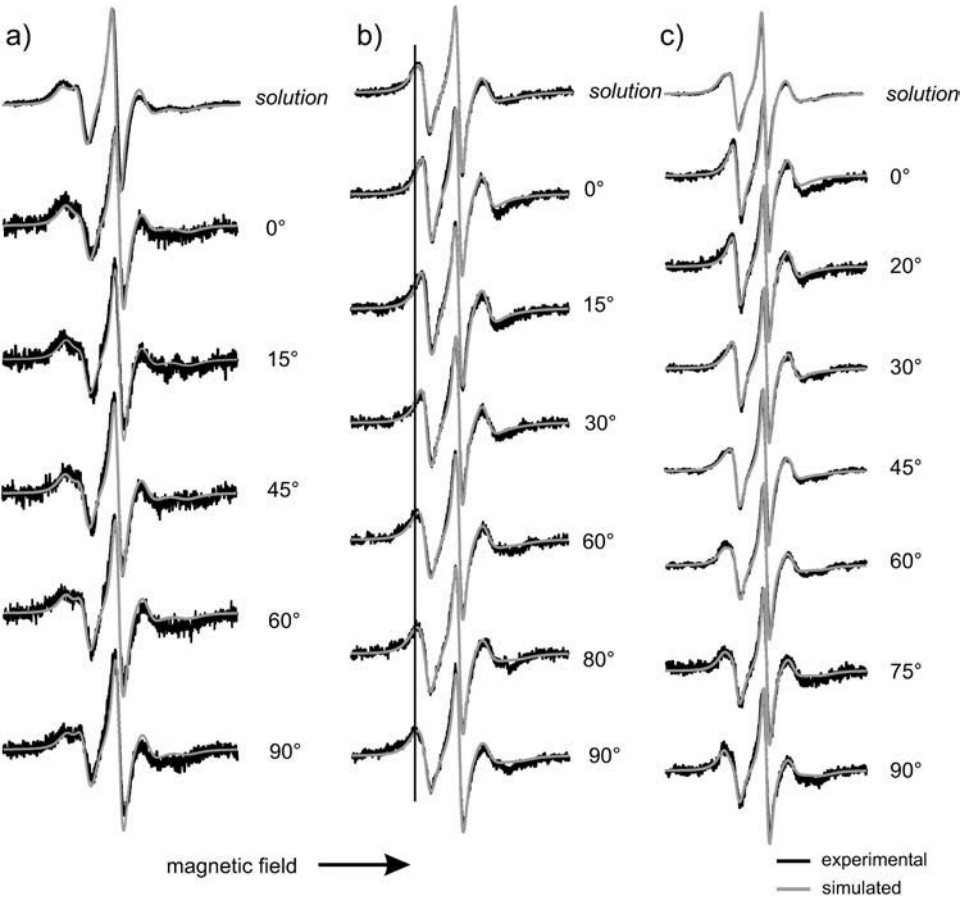 a)
solution
0°
15°
45°
60°
90°
b)
solution
0°
15°
30°
60°
80°
90°
c)
solution
0°
20°
30°
45°
60°
75°
90°
magnetic field
experimental
simulated